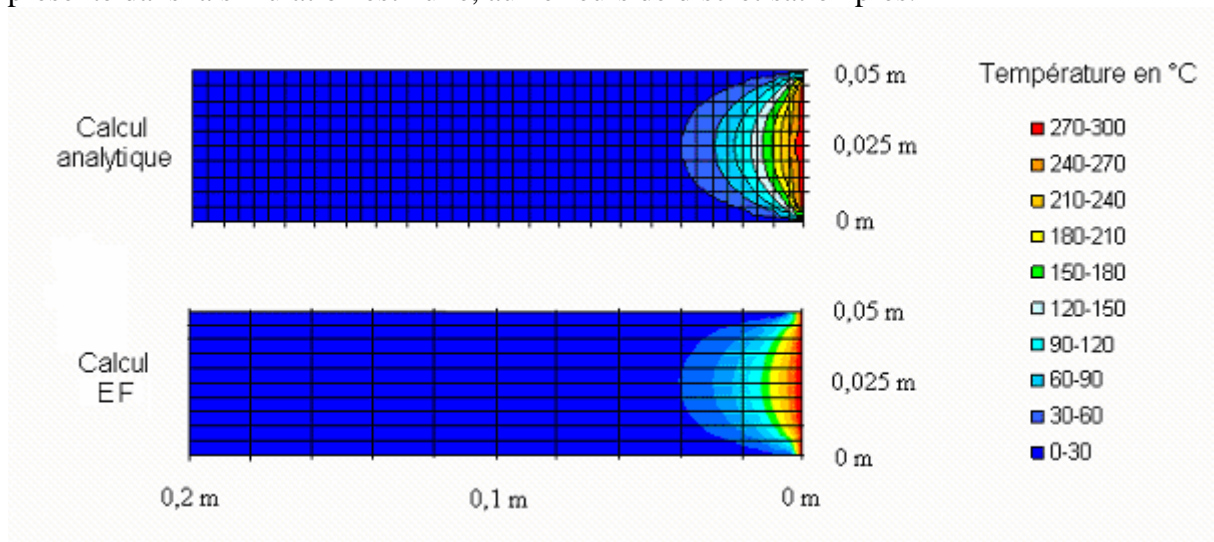 0,05 m
Température en °C
Calcul
analytique
0,025 m
0 m
270-300
240-270
210-240
180-210
150-180
120-150
90-120
60-90
30-60
0-30
0,05 m
Calcul
EF
0,025 m
0 m
0,2 m
0,1 m
0 m